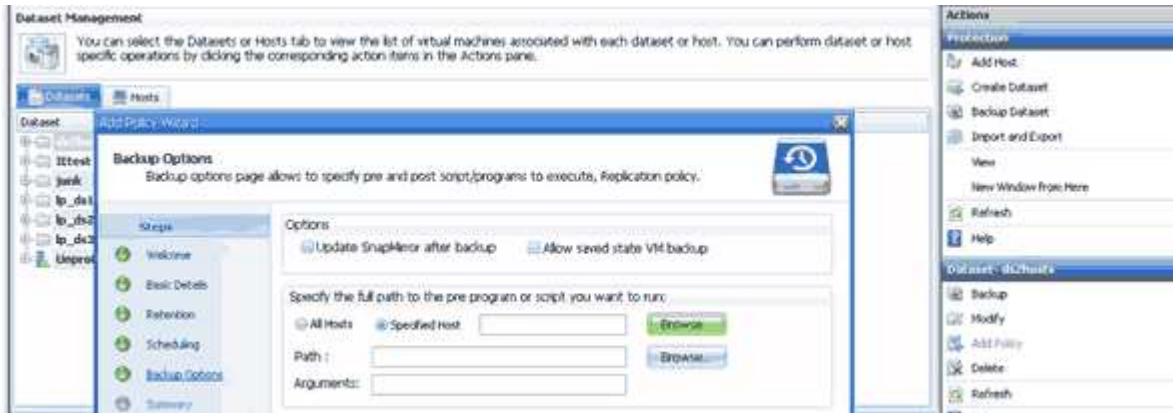 Dataset Management
You can select the Datasets or Hosts tab to view the list of virtual machines associated with each dataset or host. You can perform dataset or host
specific operations by clicking the corresponding action items in the Actions pane.
Datasets
Hosts
Dataset
ITtest
junk
lp_ds1
lp_ds2
lp_ds3
Unprot
Add Policy Wizard
Backup Options
Backup options page allows to specify pre and post script/programs to execute, Replication policy.
Steps
Welcome
Basic Details
Retention
Scheduling
Backup Options
Summary
Options
Update SnapMirror after backup
Allow saved state VM backup
Specify the full path to the pre program or script you want to run:
All Hosts
Specified Host
Browse
Path :
Browse...
Arguments:
Actions
Protection
Add Host
Create Dataset
Backup Dataset
Import and Export
View
New Window from Here
Refresh
Help
Dataset- ds2hosts
Backup
Modify
Add Policy
Delete
Refresh